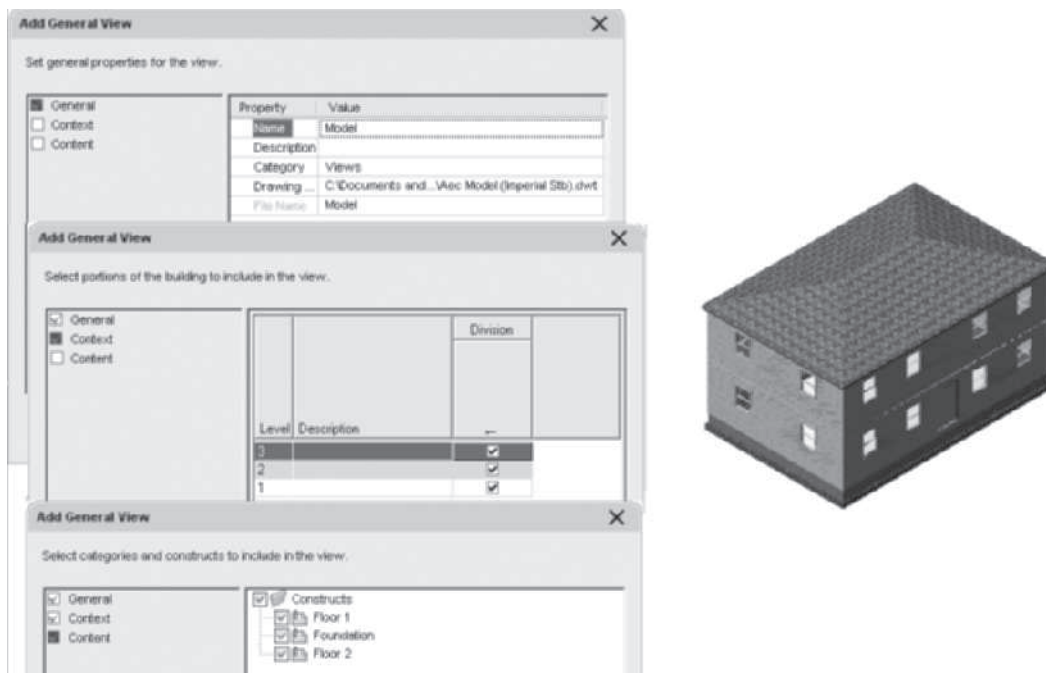 Add General View
Set general properties for the view.
General
Context
Content
Property Value
Name Model
Description
Category Views
Drawing ... C:\Documents and...\Aec Model (Imperial Stb).dwt
File Name Model
Add General View
Select portions of the building to include in the view.
General
Context
Content
Division
Level Description
3
2
1
Add General View
Select categories and constructs to include in the view.
General
Context
Content
Constructs
Floor 1
Foundation
Floor 2